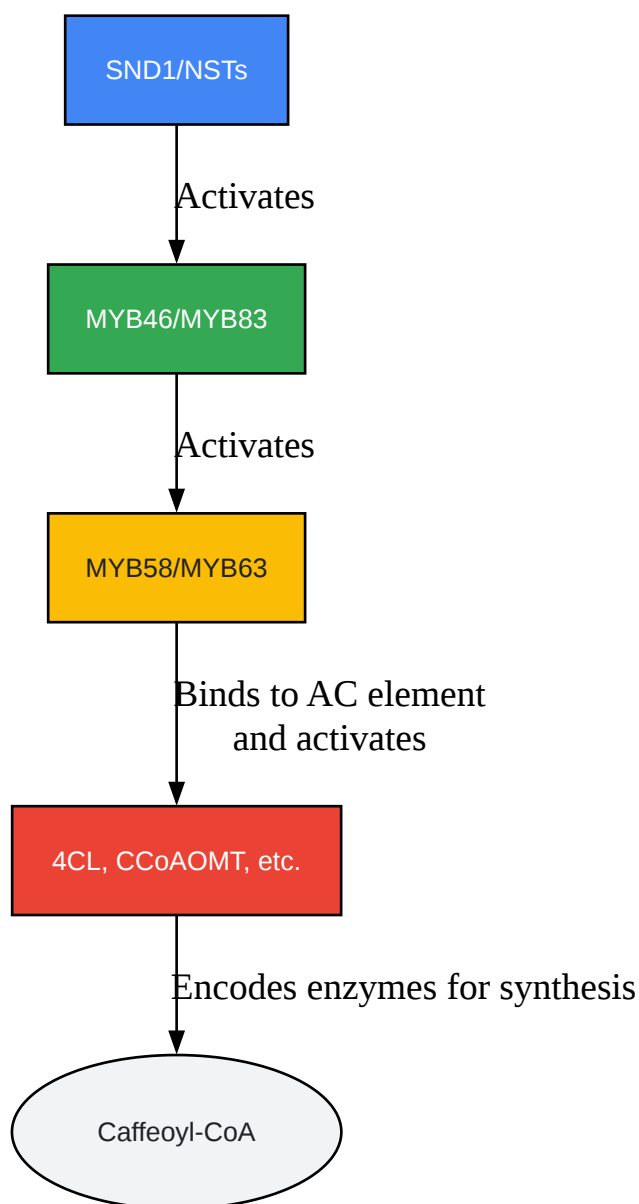 SND1/NSTs
Activates
MYB46/MYB83
Activates
MYB58/MYB63
Binds to AC element
and activates
4CL, CCoAOMT, etc.
Encodes enzymes for synthesis
Caffeoyl-CoA